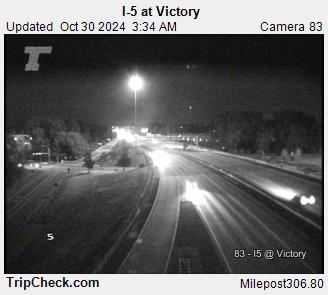 I-5 at Victory
Updated Oct 30 2024 3:34 AM Camera 83
T
S
83 - I5 @ Victory
TripCheck.com Milepost306.80